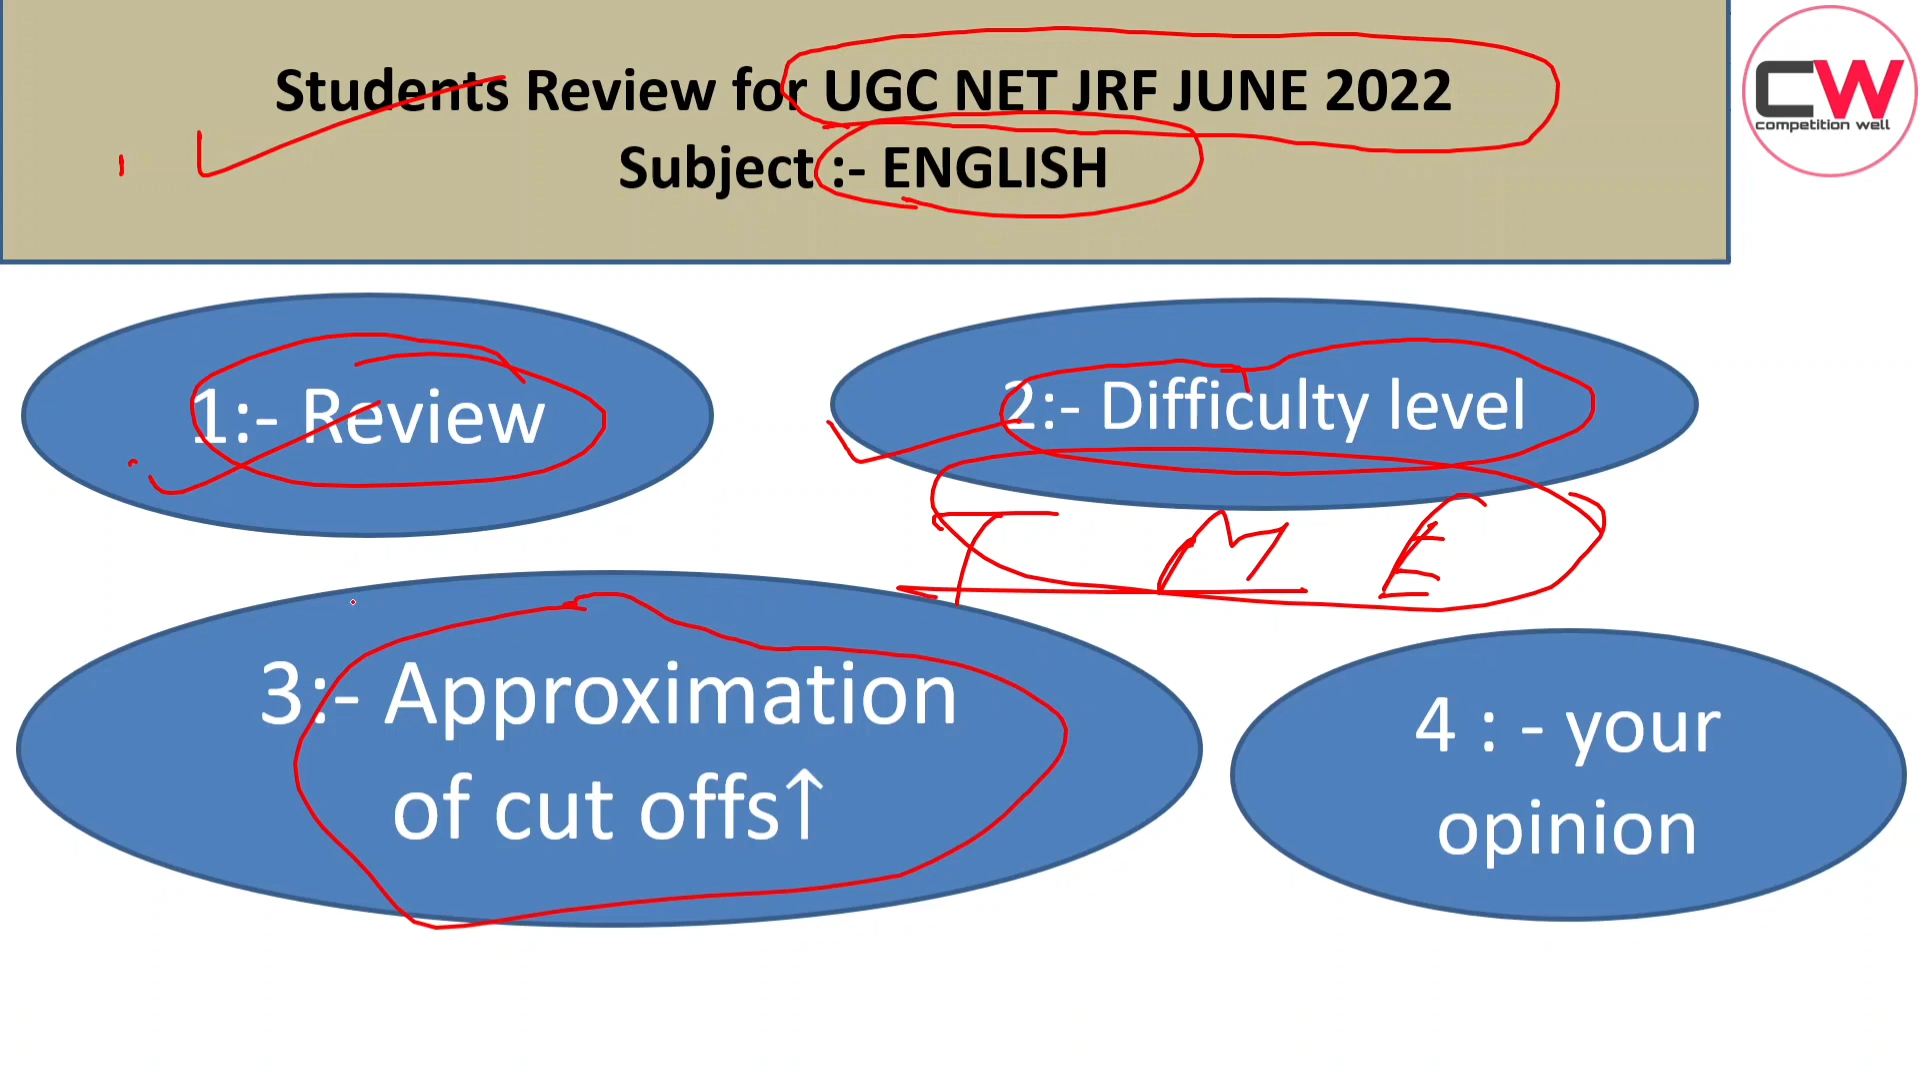 Students Review for UGC NET JRF JUNE 2022
Subject :- ENGLISH
CW
competition well
1:- Review
2:- Difficulty level
T M E
3:- Approximation
of cut offs↑
4 : - your
opinion